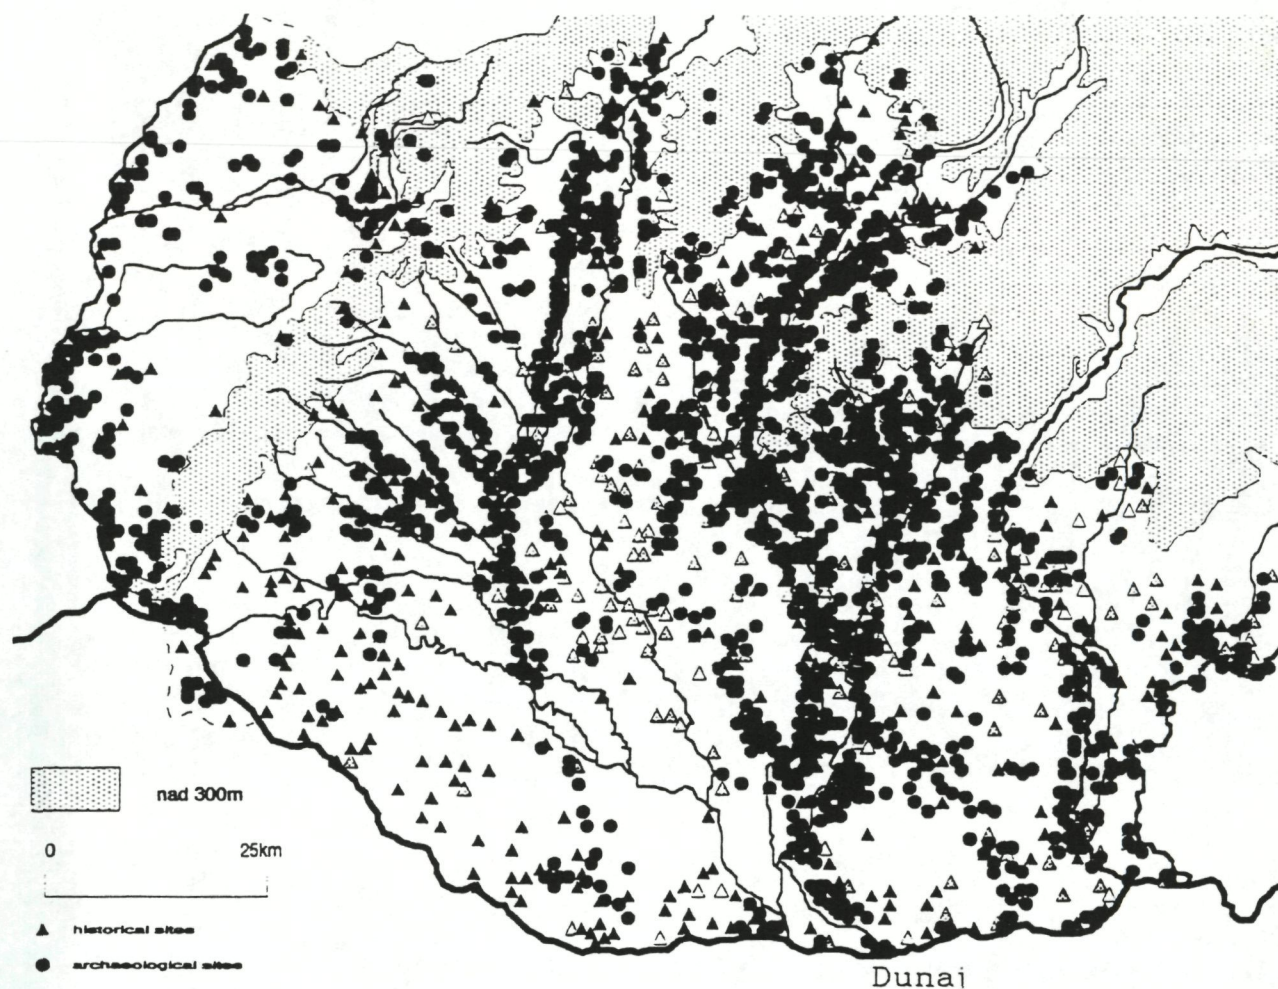 nad 300m
0 25km
historical sites
archaeological sites
Dunaj